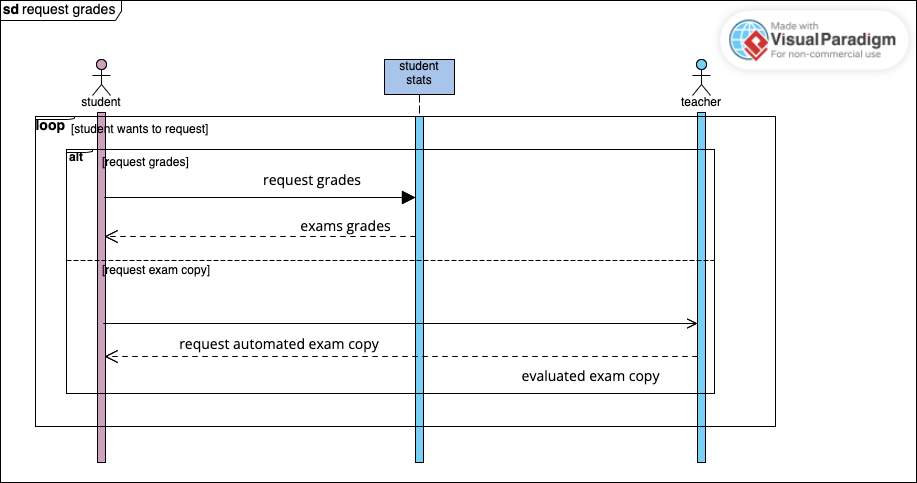 sd request grades
Made with
Visual Paradigm
For non-commercial use
student
student
stats
teacher
loop [student wants to request]
alt [request grades]
request grades
exams grades
[request exam copy]
request automated exam copy
evaluated exam copy